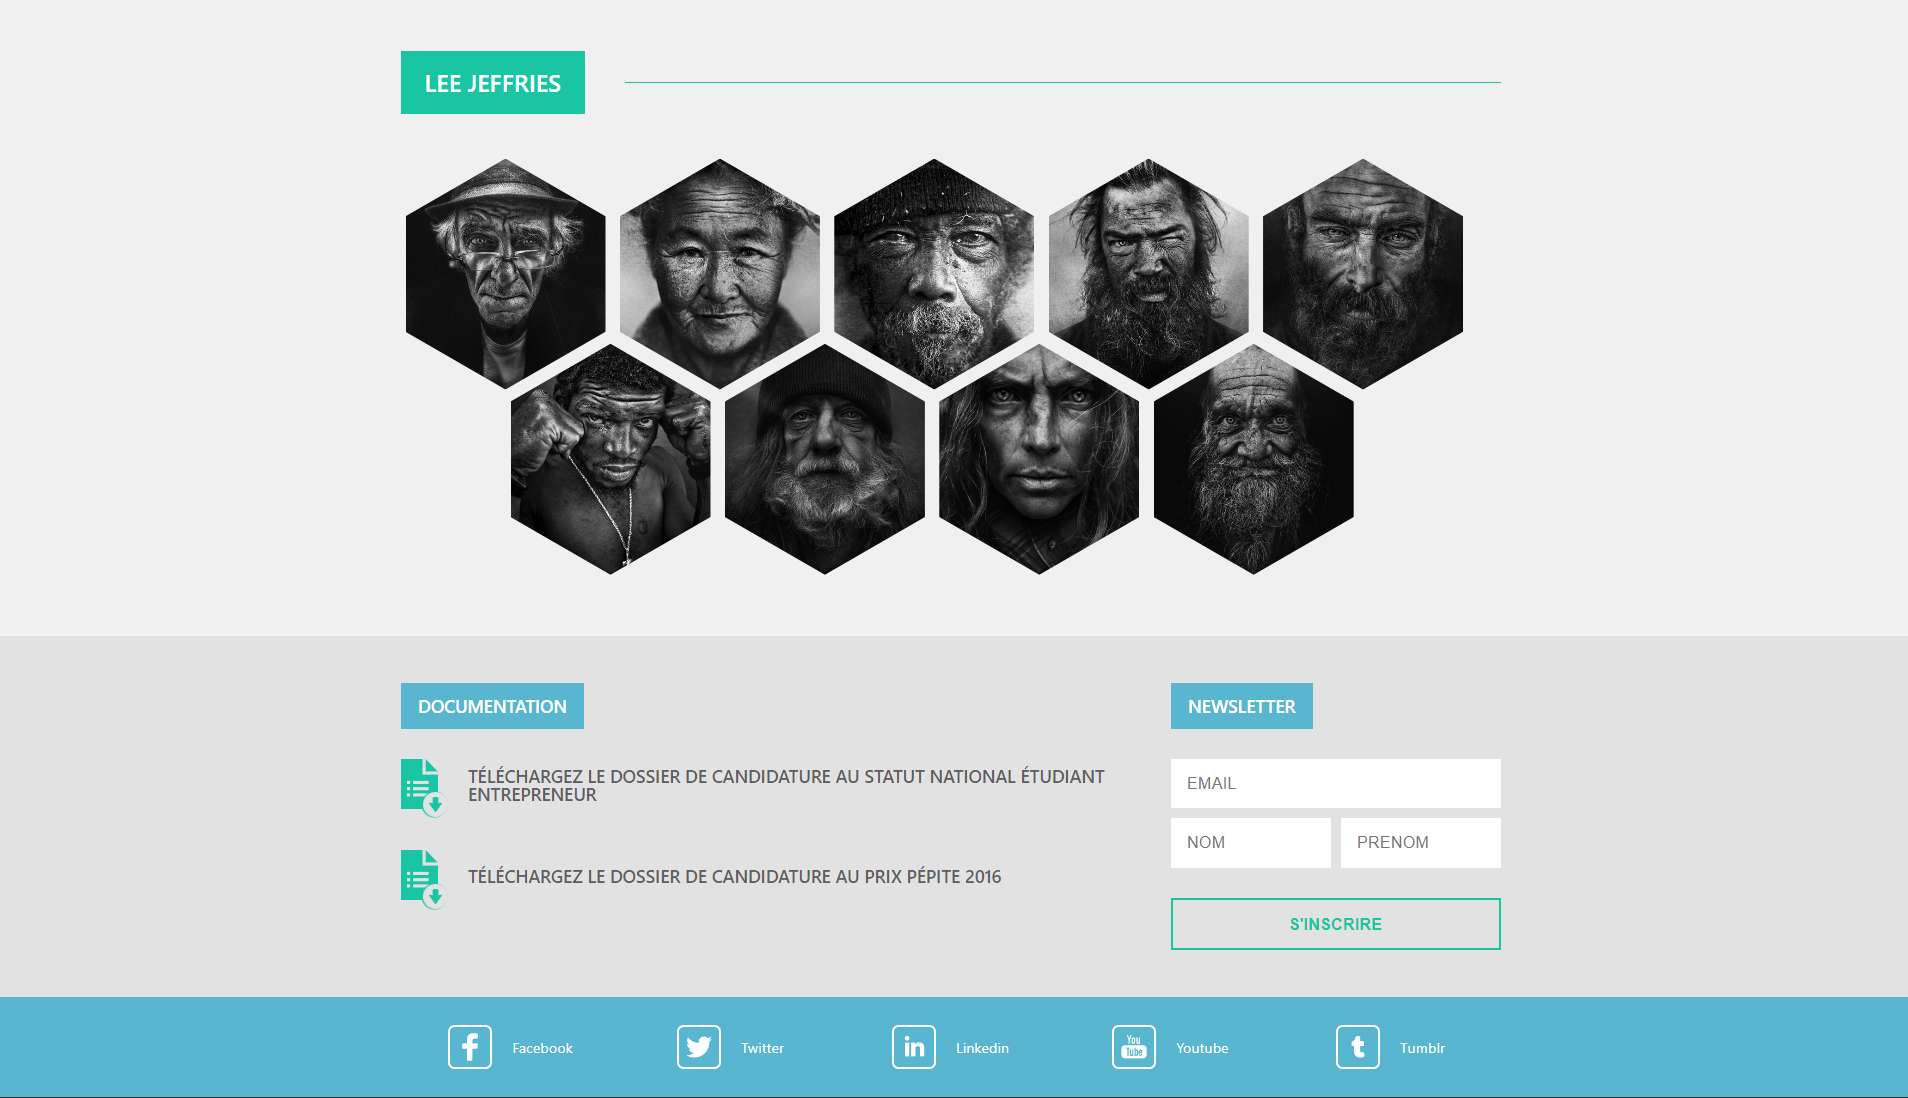 LEE JEFFRIES
DOCUMENTATION
TÉLÉCHARGEZ LE DOSSIER DE CANDIDATURE AU STATUT NATIONAL ÉTUDIANT
ENTREPRENEUR
TÉLÉCHARGEZ LE DOSSIER DE CANDIDATURE AU PRIX PÉPITE 2016
NEWSLETTER
EMAIL
NOM PRENOM
S'INSCRIRE
Facebook Twitter Linkedin You Tube Youtube Tumblr